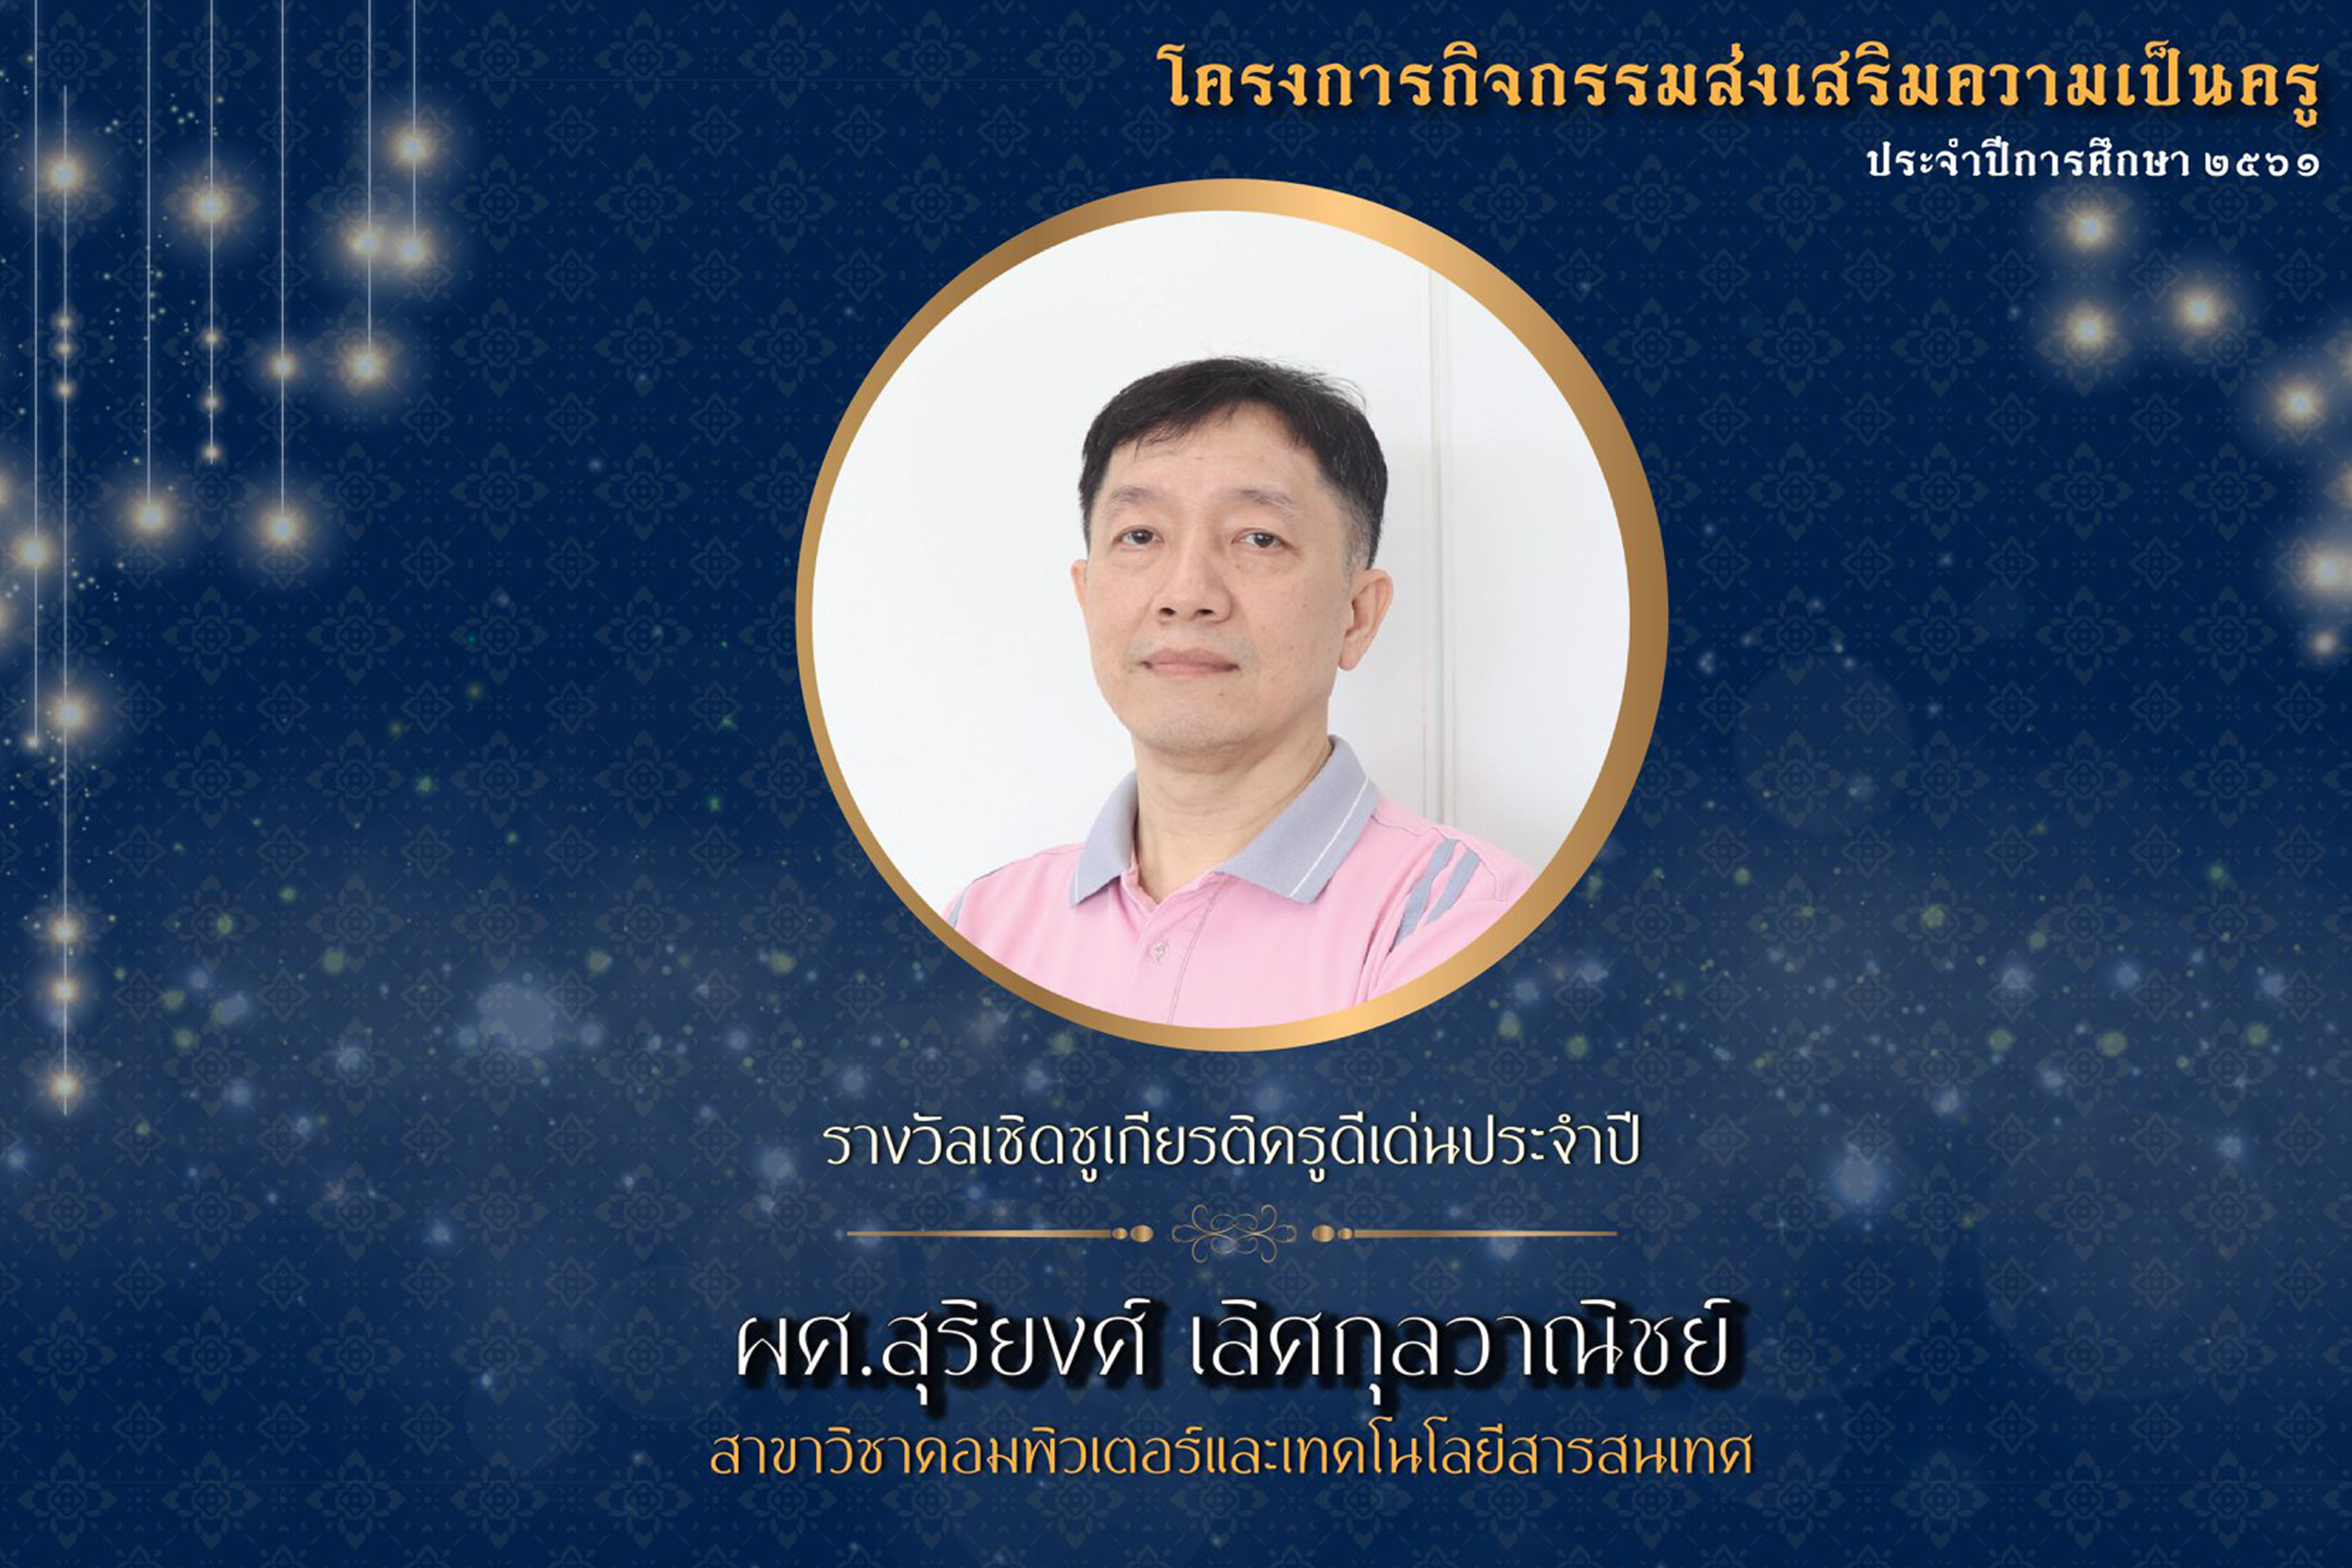 โครงการกิจกรรมส่งเสริมความเป็นครู
ประจำปีการศึกษา ๒๕๖๑
รางวัลเชิดชูเกียรติครูดีเด่นประจำปี
ผศ.สุริยงศ์ เลิศกุลวาณิชย์
สาขาวิชาคอมพิวเตอร์และเทคโนโลยีสารสนเทศ